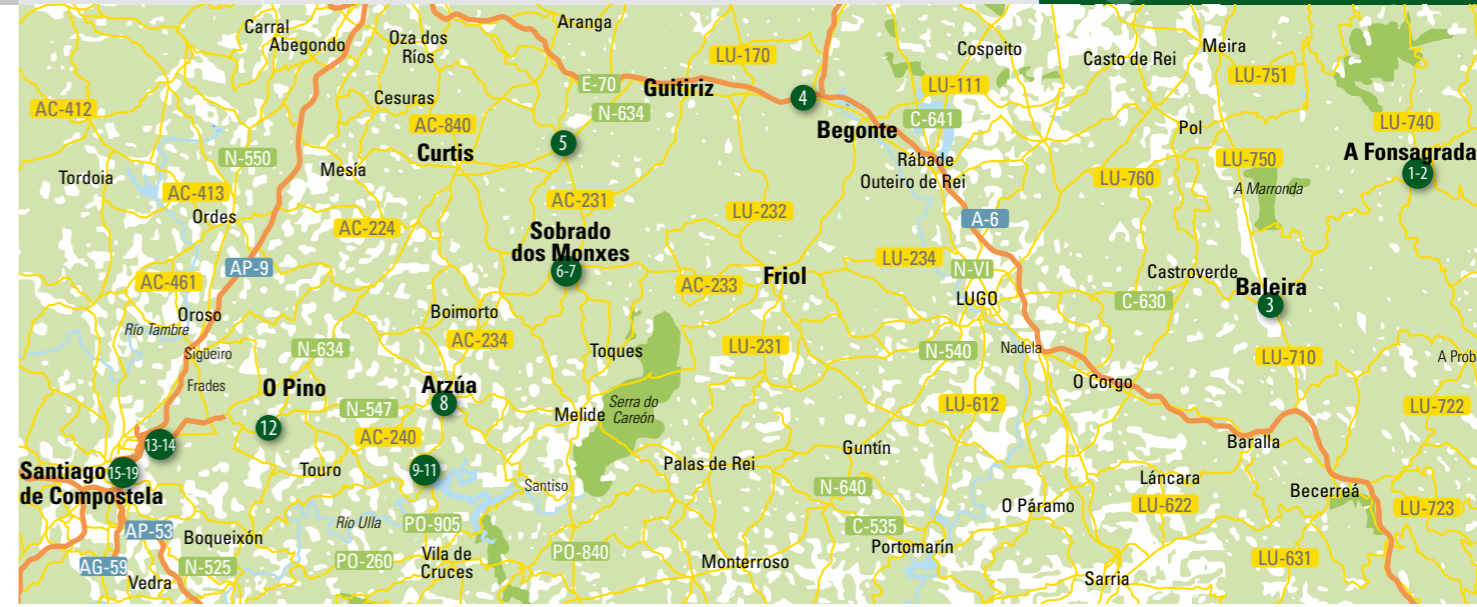 Carral
Abegondo
Oza dos
Ríos
Aranga
LU-170
Cospeito
Casto de Rei
Meira
LU-751
E-70
Guitiriz
4
LU-111
AC-412
Cesuras
N-634
AC-840
C-641
LU-740
Begonte
Pol
Curtis
5
N-550
Mesía
Rábade
LU-750
A Fonsagrada
1-2
Tordoia
AC-413
Outeiro de Rei
LU-760
A Marronda
Ordes
AC-231
LU-232
AC-224
A-6
Sobrado
dos Monxes
6-7
LU-234
AP-9
N-VI
Castroverde
AC-461
AC-233
Friol
Baleira
3
LUGO
C-630
Boimorto
Oroso
Río Tambre
AC-234
Sigüeiro
N-634
Toques
LU-231
N-540
Nadela
LU-710
A Prob
Frades
O Pino
Arzúa
8
O Corgo
N-547
Serra do
Careón
LU-612
LU-722
12
Melide
13-14
AC-240
Baralla
Guntín
Santiago
de Compostela
15-19
Touro
9-11
Palas de Rei
Láncara
Santiso
N-640
Becerreá
O Páramo
LU-622
LU-723
Río Ulla
PO-905
C-535
AP-53
Boqueixón
Portomarín
Vila de
Cruces
PO-840
PO-260
Monterroso
LU-631
AG-59
N-525
Vedra
Sarria